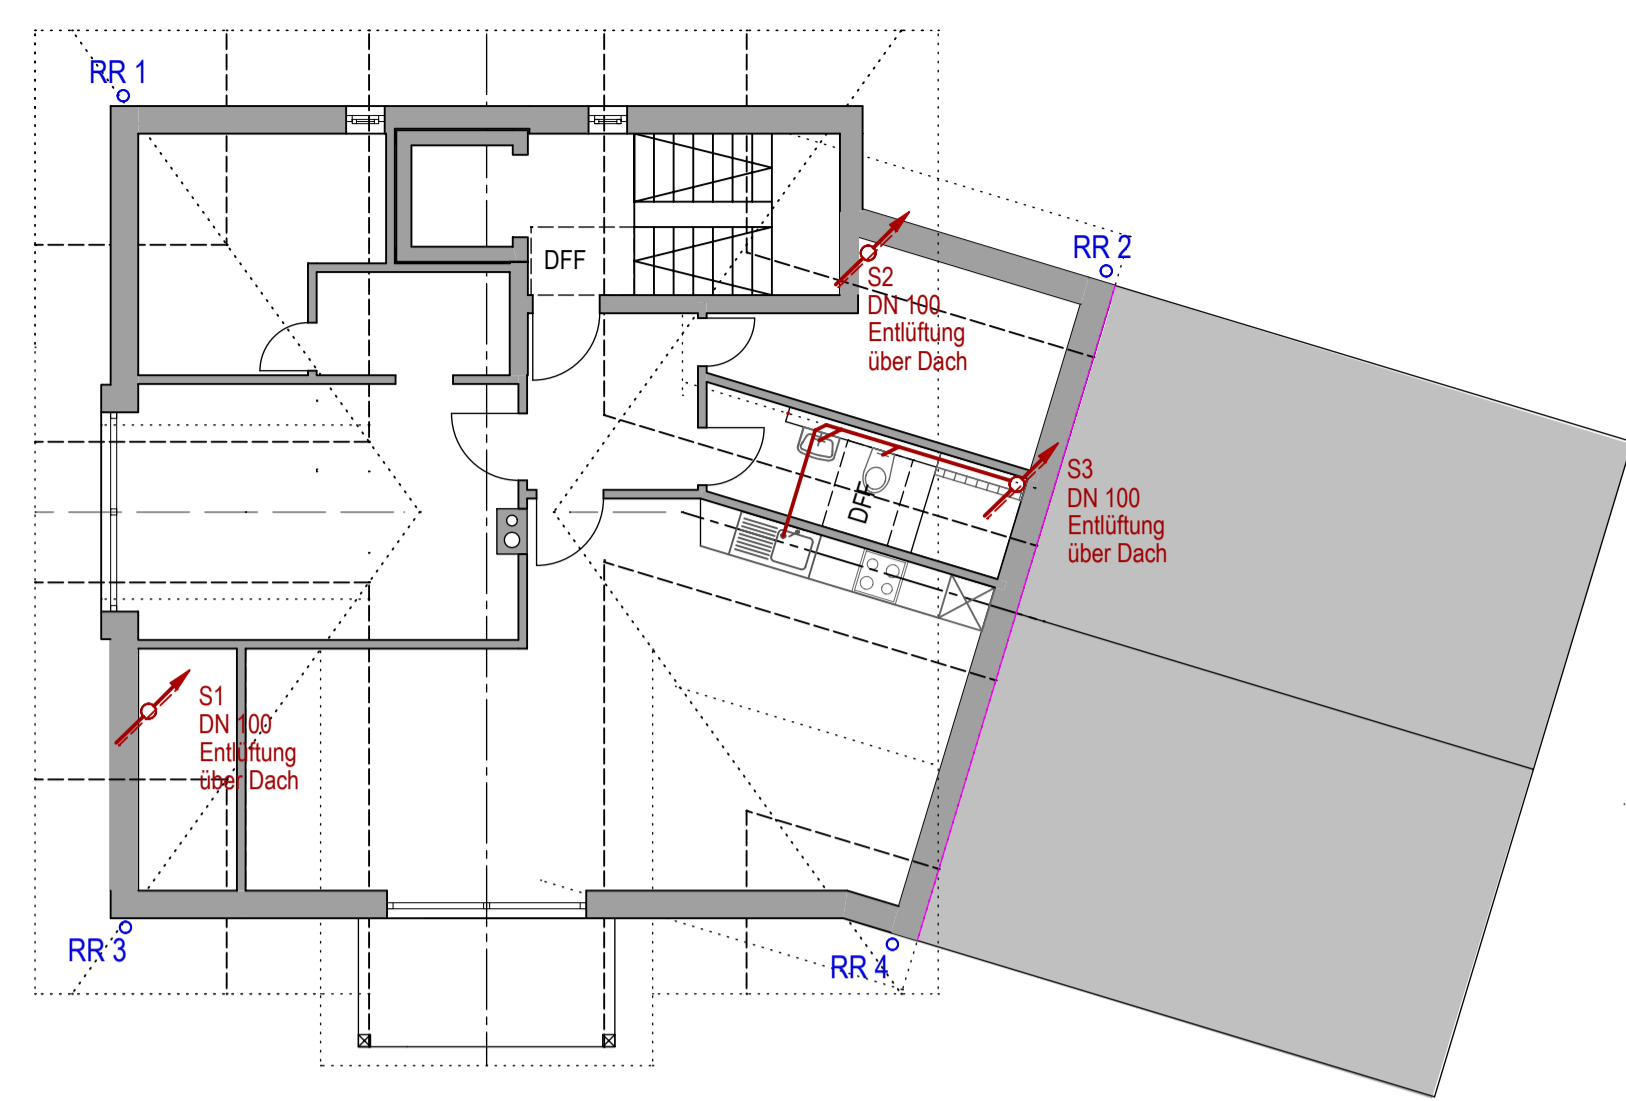 RR 1
RR 2
DFF
S2
DN 100
Entlüftung
über Dach
S3
DN 100
Entlüftung
über Dach
DFF
S1
DN 100
Entlüftung
über Dach
RR 3
RR 4